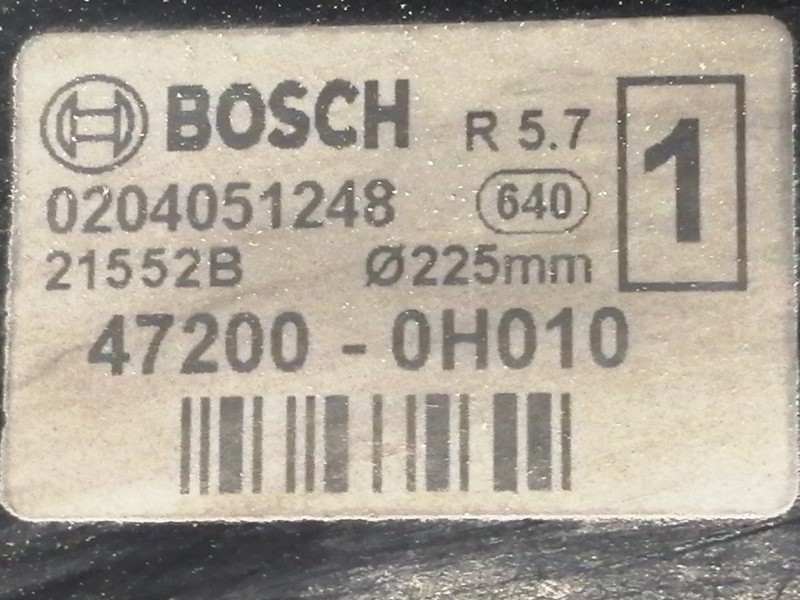 BOSCH R 5.7 1
0204051248 640
21552B Ø225mm
47200 - 0H010